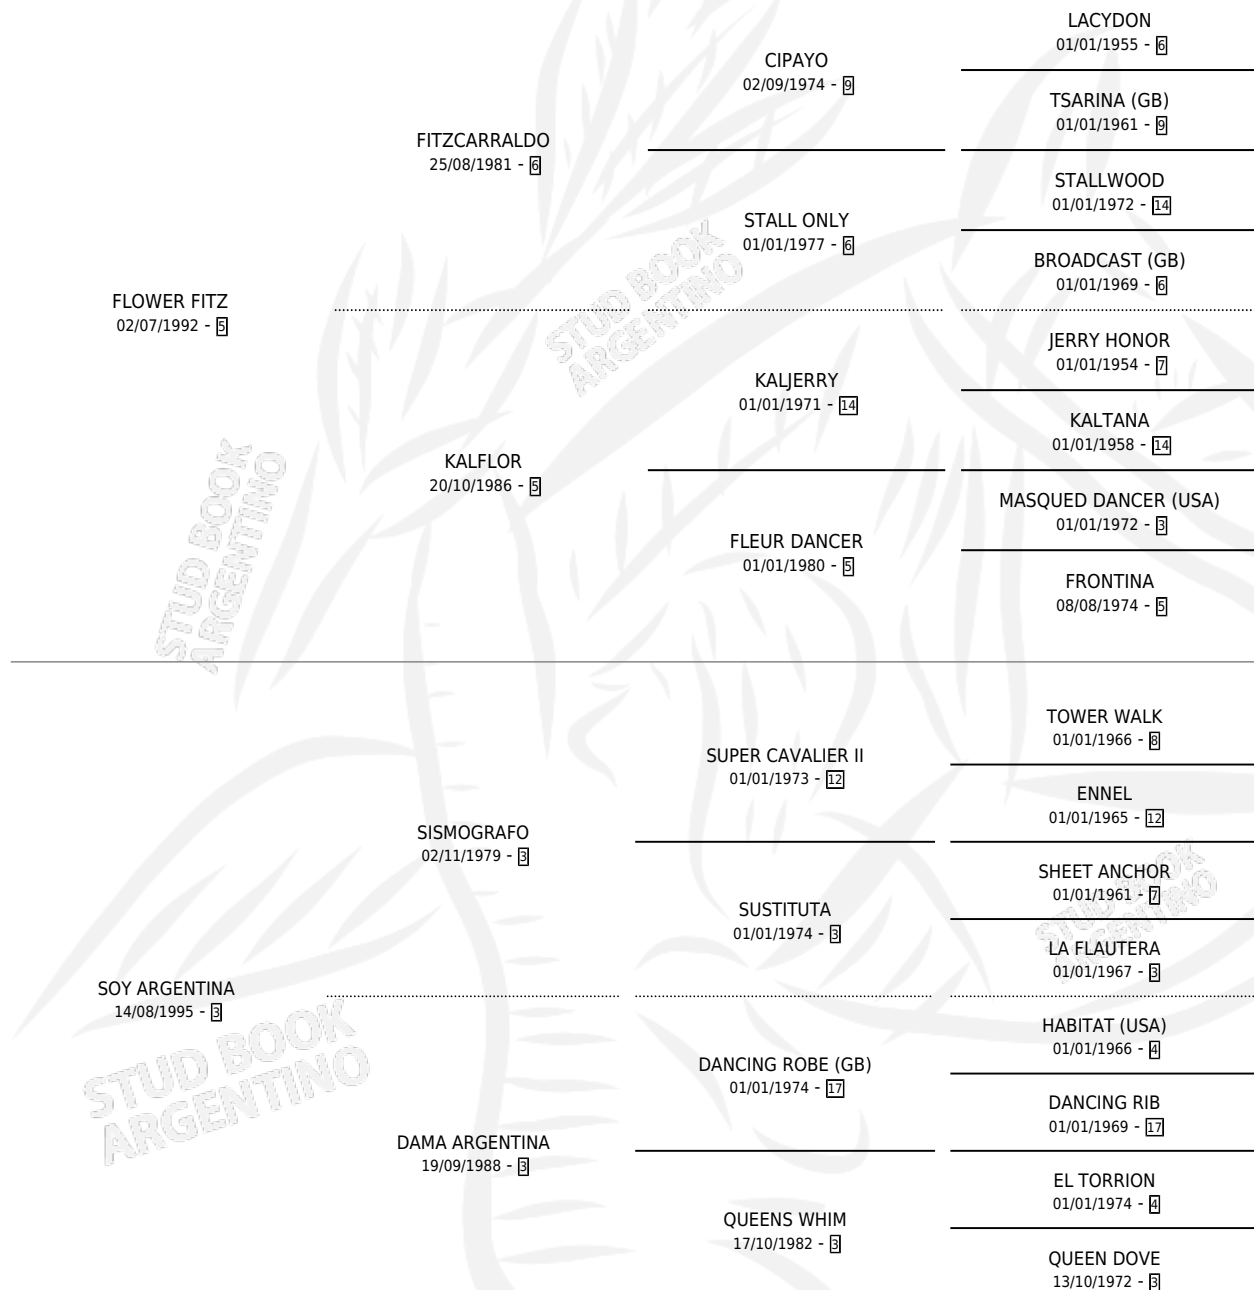 LACYDON
01/01/1955 - 6
CIPAYO
02/09/1974 - 9
TSARINA (GB)
01/01/1961 - 9
FITZCARRALDO
25/08/1981 - 6
STALLWOOD
01/01/1972 - 14
STALL ONLY
01/01/1977 - 6
BROADCAST (GB)
01/01/1969 - 6
FLOWER FITZ
02/07/1992 - 5
STUD BOOK
ARGENTINO
JERRY HONOR
01/01/1954 - 7
KALJERRY
01/01/1971 - 14
KALTANA
01/01/1958 - 14
KALFLOR
20/10/1986 - 5
MASQUED DANCER (USA)
01/01/1972 - 3
FLEUR DANCER
01/01/1980 - 5
FRONTINA
08/08/1974 - 5
STUD BOOK
ARGENTINO
TOWER WALK
01/01/1966 - 8
SUPER CAVALIER II
01/01/1973 - 12
ENNEL
01/01/1965 - 12
SISMOGRAFO
02/11/1979 - 3
SHEET ANCHOR
01/01/1961 - 7
SUSTITUTA
01/01/1974 - 3
LA FLAUTERA
01/01/1967 - 3
STUD BOOK
ARGENTINO
SOY ARGENTINA
14/08/1995 - 3
HABITAT (USA)
01/01/1966 - 4
DANCING ROBE (GB)
01/01/1974 - 17
DANCING RIB
01/01/1969 - 17
STUD BOOK
ARGENTINO
DAMA ARGENTINA
19/09/1988 - 3
EL TORRION
01/01/1974 - 4
QUEENS WHIM
17/10/1982 - 3
QUEEN DOVE
13/10/1972 - 3